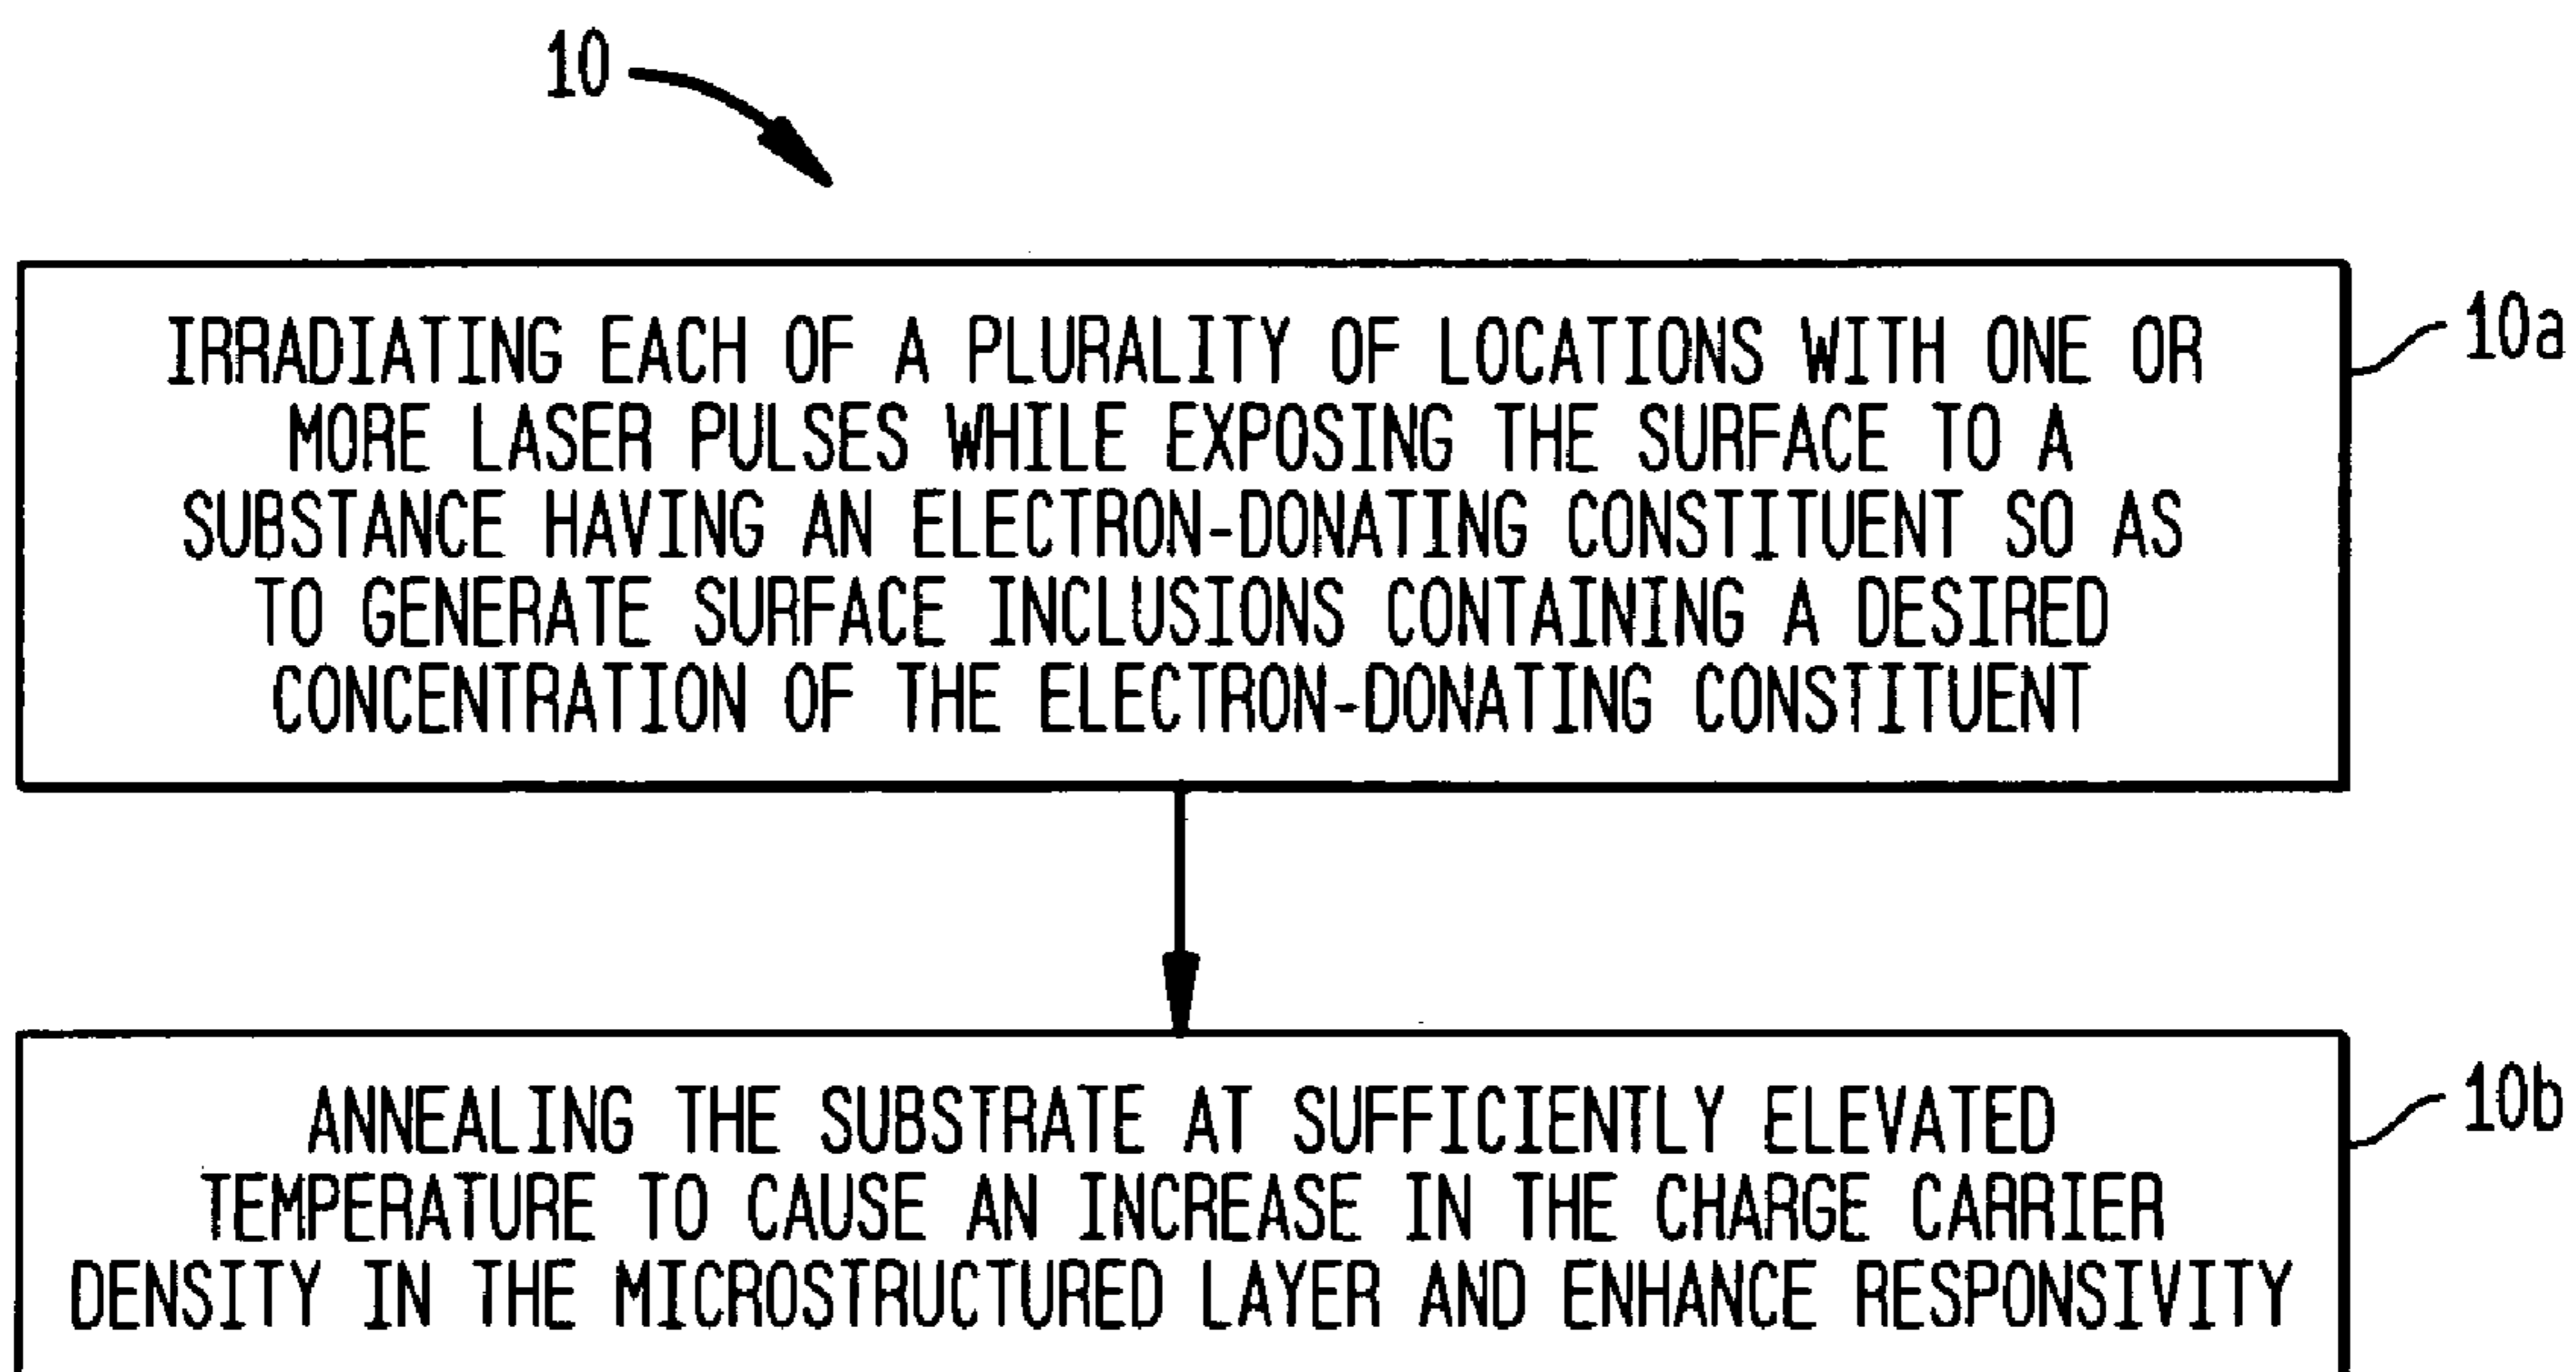 10
IRRADIATING EACH OF A PLURALITY OF LOCATIONS WITH ONE OR
MORE LASER PULSES WHILE EXPOSING THE SURFACE TO A
SUBSTANCE HAVING AN ELECTRON-DONATING CONSTITUENT SO AS
TO GENERATE SURFACE INCLUSIONS CONTAINING A DESIRED
CONCENTRATION OF THE ELECTRON-DONATING CONSTITUENT
10a
ANNEALING THE SUBSTRATE AT SUFFICIENTLY ELEVATED
TEMPERATURE TO CAUSE AN INCREASE IN THE CHARGE CARRIER
DENSITY IN THE MICROSTRUCTURED LAYER AND ENHANCE RESPONSIVITY
10b